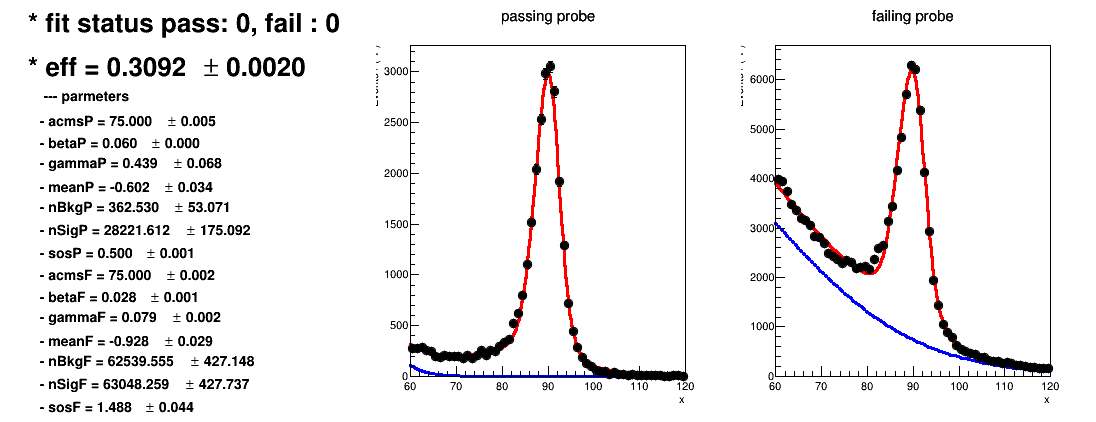 * fit status pass: 0, fail : 0
* eff = 0.3092 ± 0.0020
--- parmeters
- acmsP = 75.000 ± 0.005
- betaP = 0.060 ± 0.000
- gammaP = 0.439 ± 0.068
- meanP = -0.602 ± 0.034
- nBkgP = 362.530 ± 53.071
- nSigP = 28221.612 ± 175.092
- sosP = 0.500 ± 0.001
- acmsF = 75.000 ± 0.002
- betaF = 0.028 ± 0.001
- gammaF = 0.079 ± 0.002
- meanF = -0.928 ± 0.029
- nBkgF = 62539.555 ± 427.148
- nSigF = 63048.259 ± 427.737
- sosF = 1.488 ± 0.044
passing probe
3000
2500
2000
1500
1000
500
0
60 70 80 90 100 110 120
x
failing probe
6000
5000
4000
3000
2000
1000
0
60 70 80 90 100 110 120
x